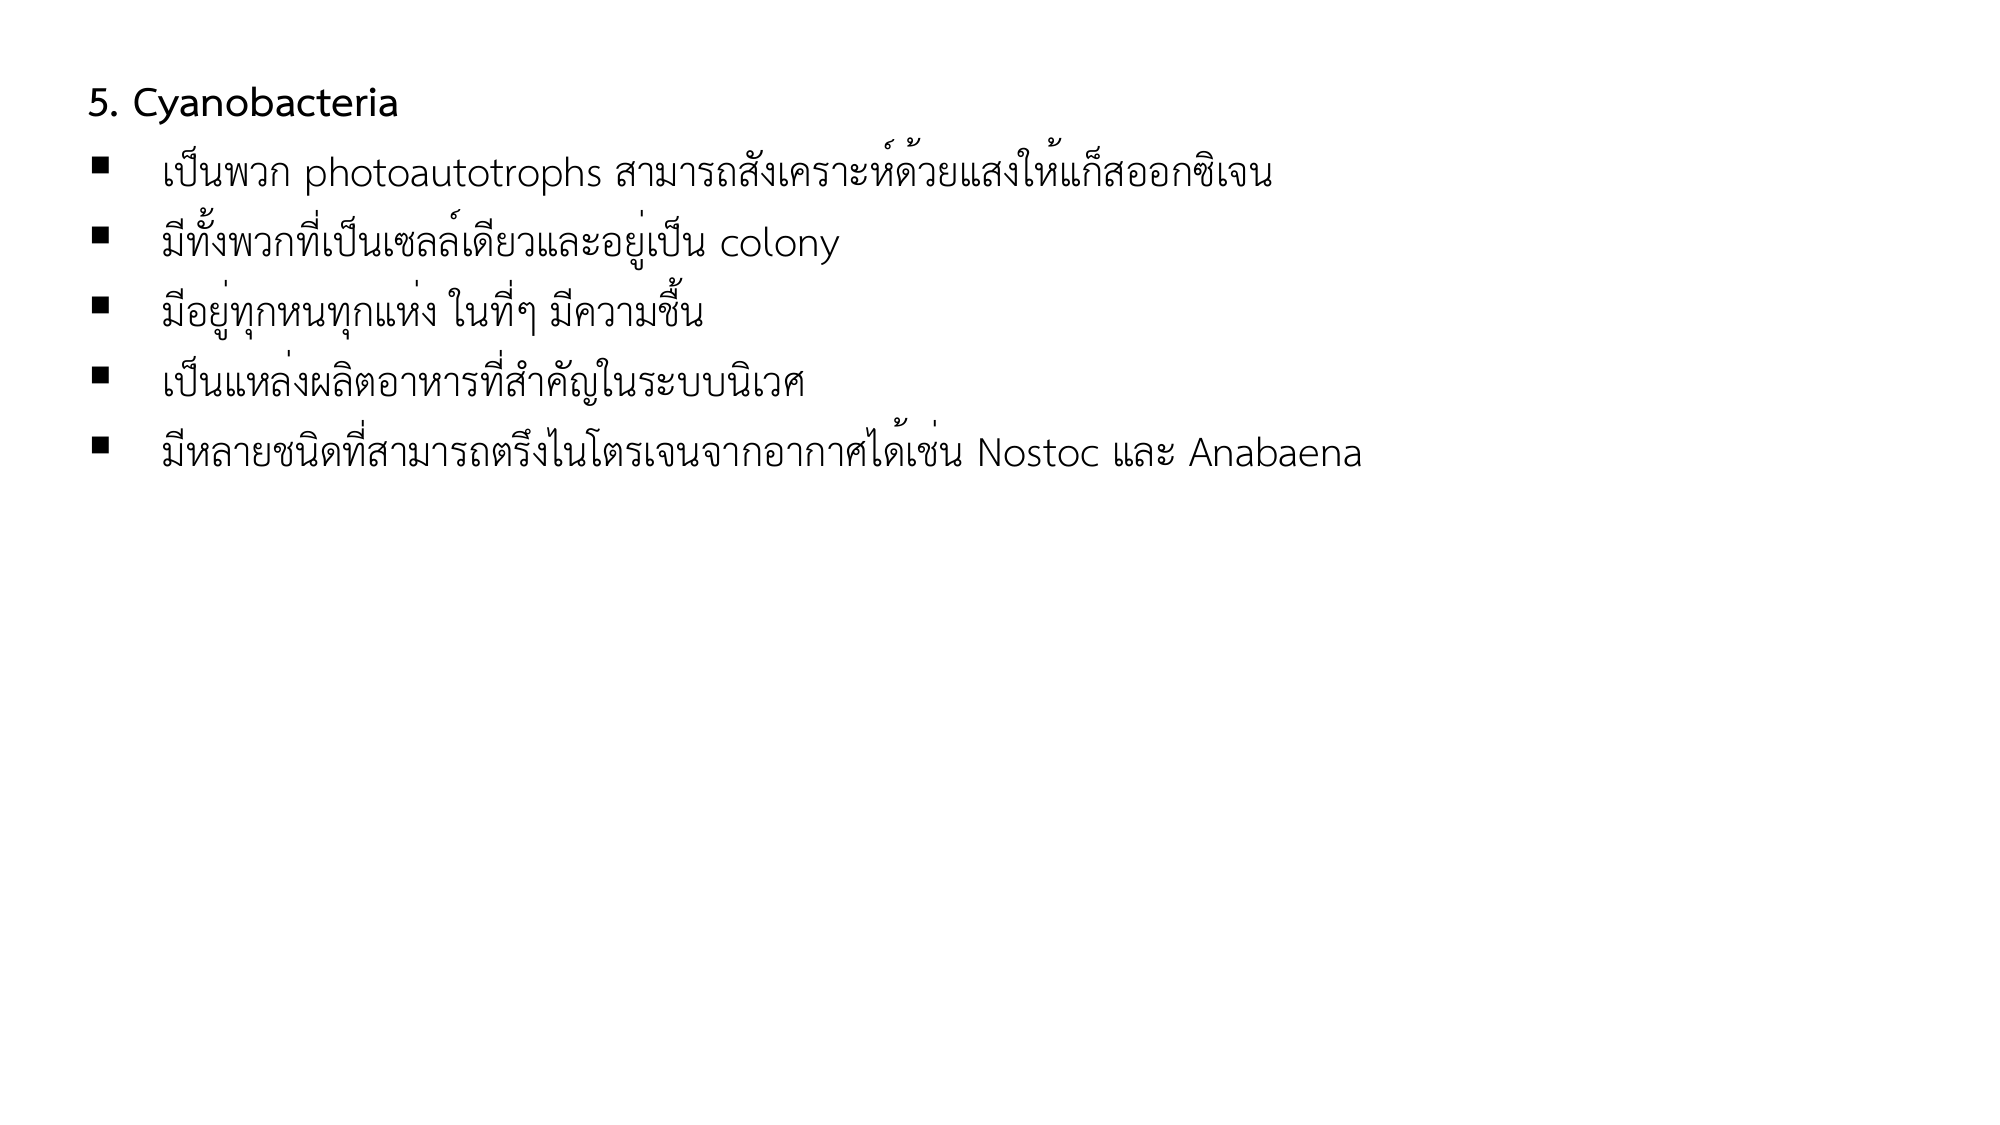 5. Cyanobacteria
▪ เป็นพวก photoautotrophs สามารถสังเคราะห์ด้วยแสงให้แก็สออกซิเจน
▪ มีทั้งพวกที่เป็นเซลล์เดียวและอยู่เป็น colony
▪ มีอยู่ทุกหนทุกแห่ง ในที่ๆ มีความชื้น
▪ เป็นแหล่งผลิตอาหารที่สำคัญในระบบนิเวศ
▪ มีหลายชนิดที่สามารถตรึงไนโตรเจนจากอากาศได้เช่น Nostoc และ Anabaena